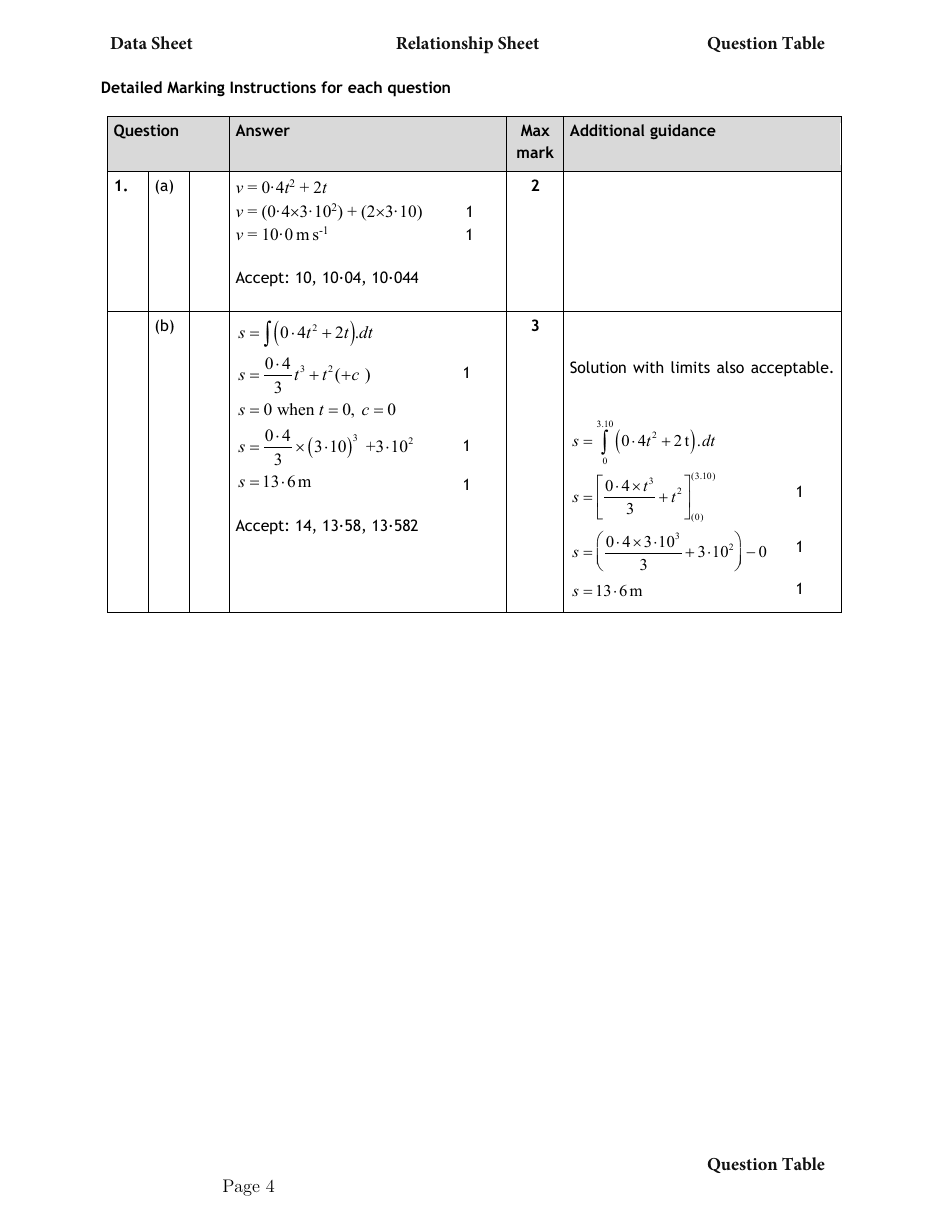 Data Sheet Relationship Sheet Question Table
Detailed Marking Instructions for each question
Question Answer Max mark Additional guidance
1. (a) v = 0·4t² + 2t 2
v = (0·4×3·10²) + (2×3·10) 1
v = 10·0 m s⁻¹ 1
Accept: 10, 10·04, 10·044
(b) 3
s = ∫(0·4t² + 2t).dt
s = 0·4/3 t³ + t² (+c ) 1
s = 0 when t = 0, c = 0
s = 0·4/3 × (3·10)³ +3·10² 1
s = 13·6 m 1
Accept: 14, 13·58, 13·582
Solution with limits also acceptable.
s = ∫₀^3.10 (0·4t² + 2t).dt
s = [0·4×t³/3 + t²]₍₀₎^(3.10) 1
s = (0·4×3·10³/3 + 3·10²) − 0 1
s = 13·6 m 1
Question Table
Page 4